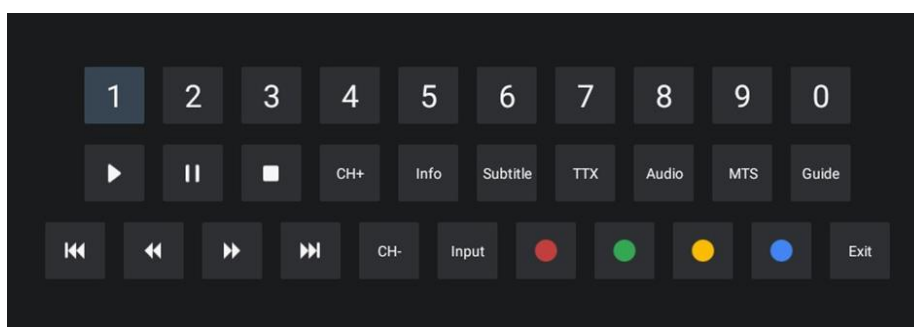 1 2 3 4 5 6 7 8 9 0
CH+ Info Subtitle TTX Audio MTS Guide
CH- Input Exit